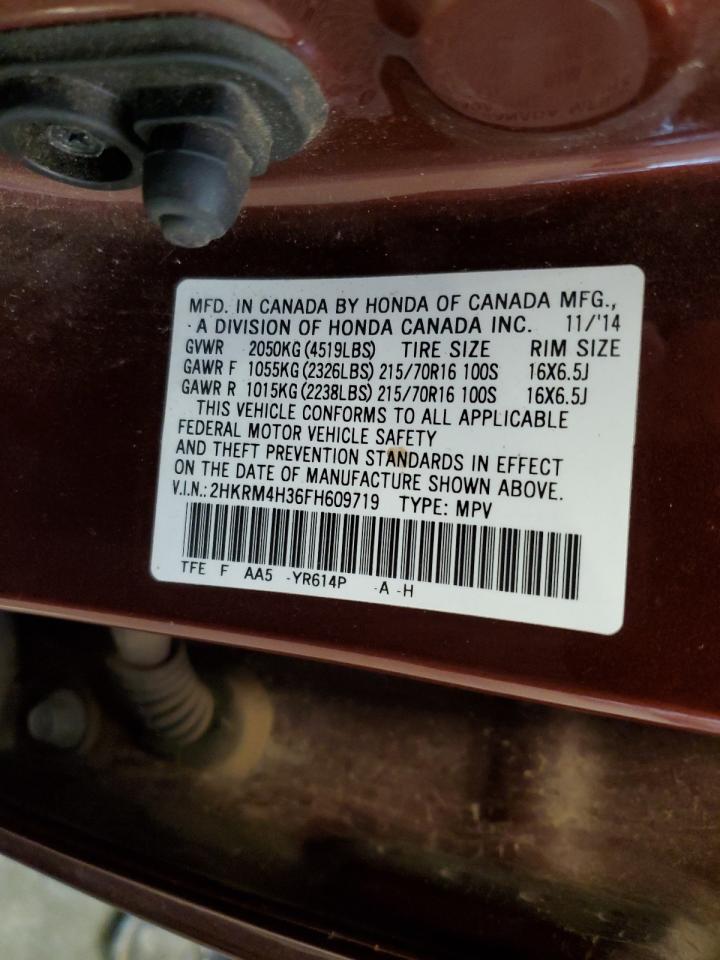 MFD. IN CANADA BY HONDA OF CANADA MFG.,
A DIVISION OF HONDA CANADA INC. 11/'14
GVWR 2050KG (4519LBS) TIRE SIZE RIM SIZE
GAWR F 1055KG (2326LBS) 215/70R16 100S 16X6.5J
GAWR R 1015KG (2238LBS) 215/70R16 100S 16X6.5J
THIS VEHICLE CONFORMS TO ALL APPLICABLE
FEDERAL MOTOR VEHICLE SAFETY
AND THEFT PREVENTION STANDARDS IN EFFECT
ON THE DATE OF MANUFACTURE SHOWN ABOVE.
V.I.N.: 2HKRM4H36FH609719 TYPE: MPV
TFE F AA5 -YR614P -A -H